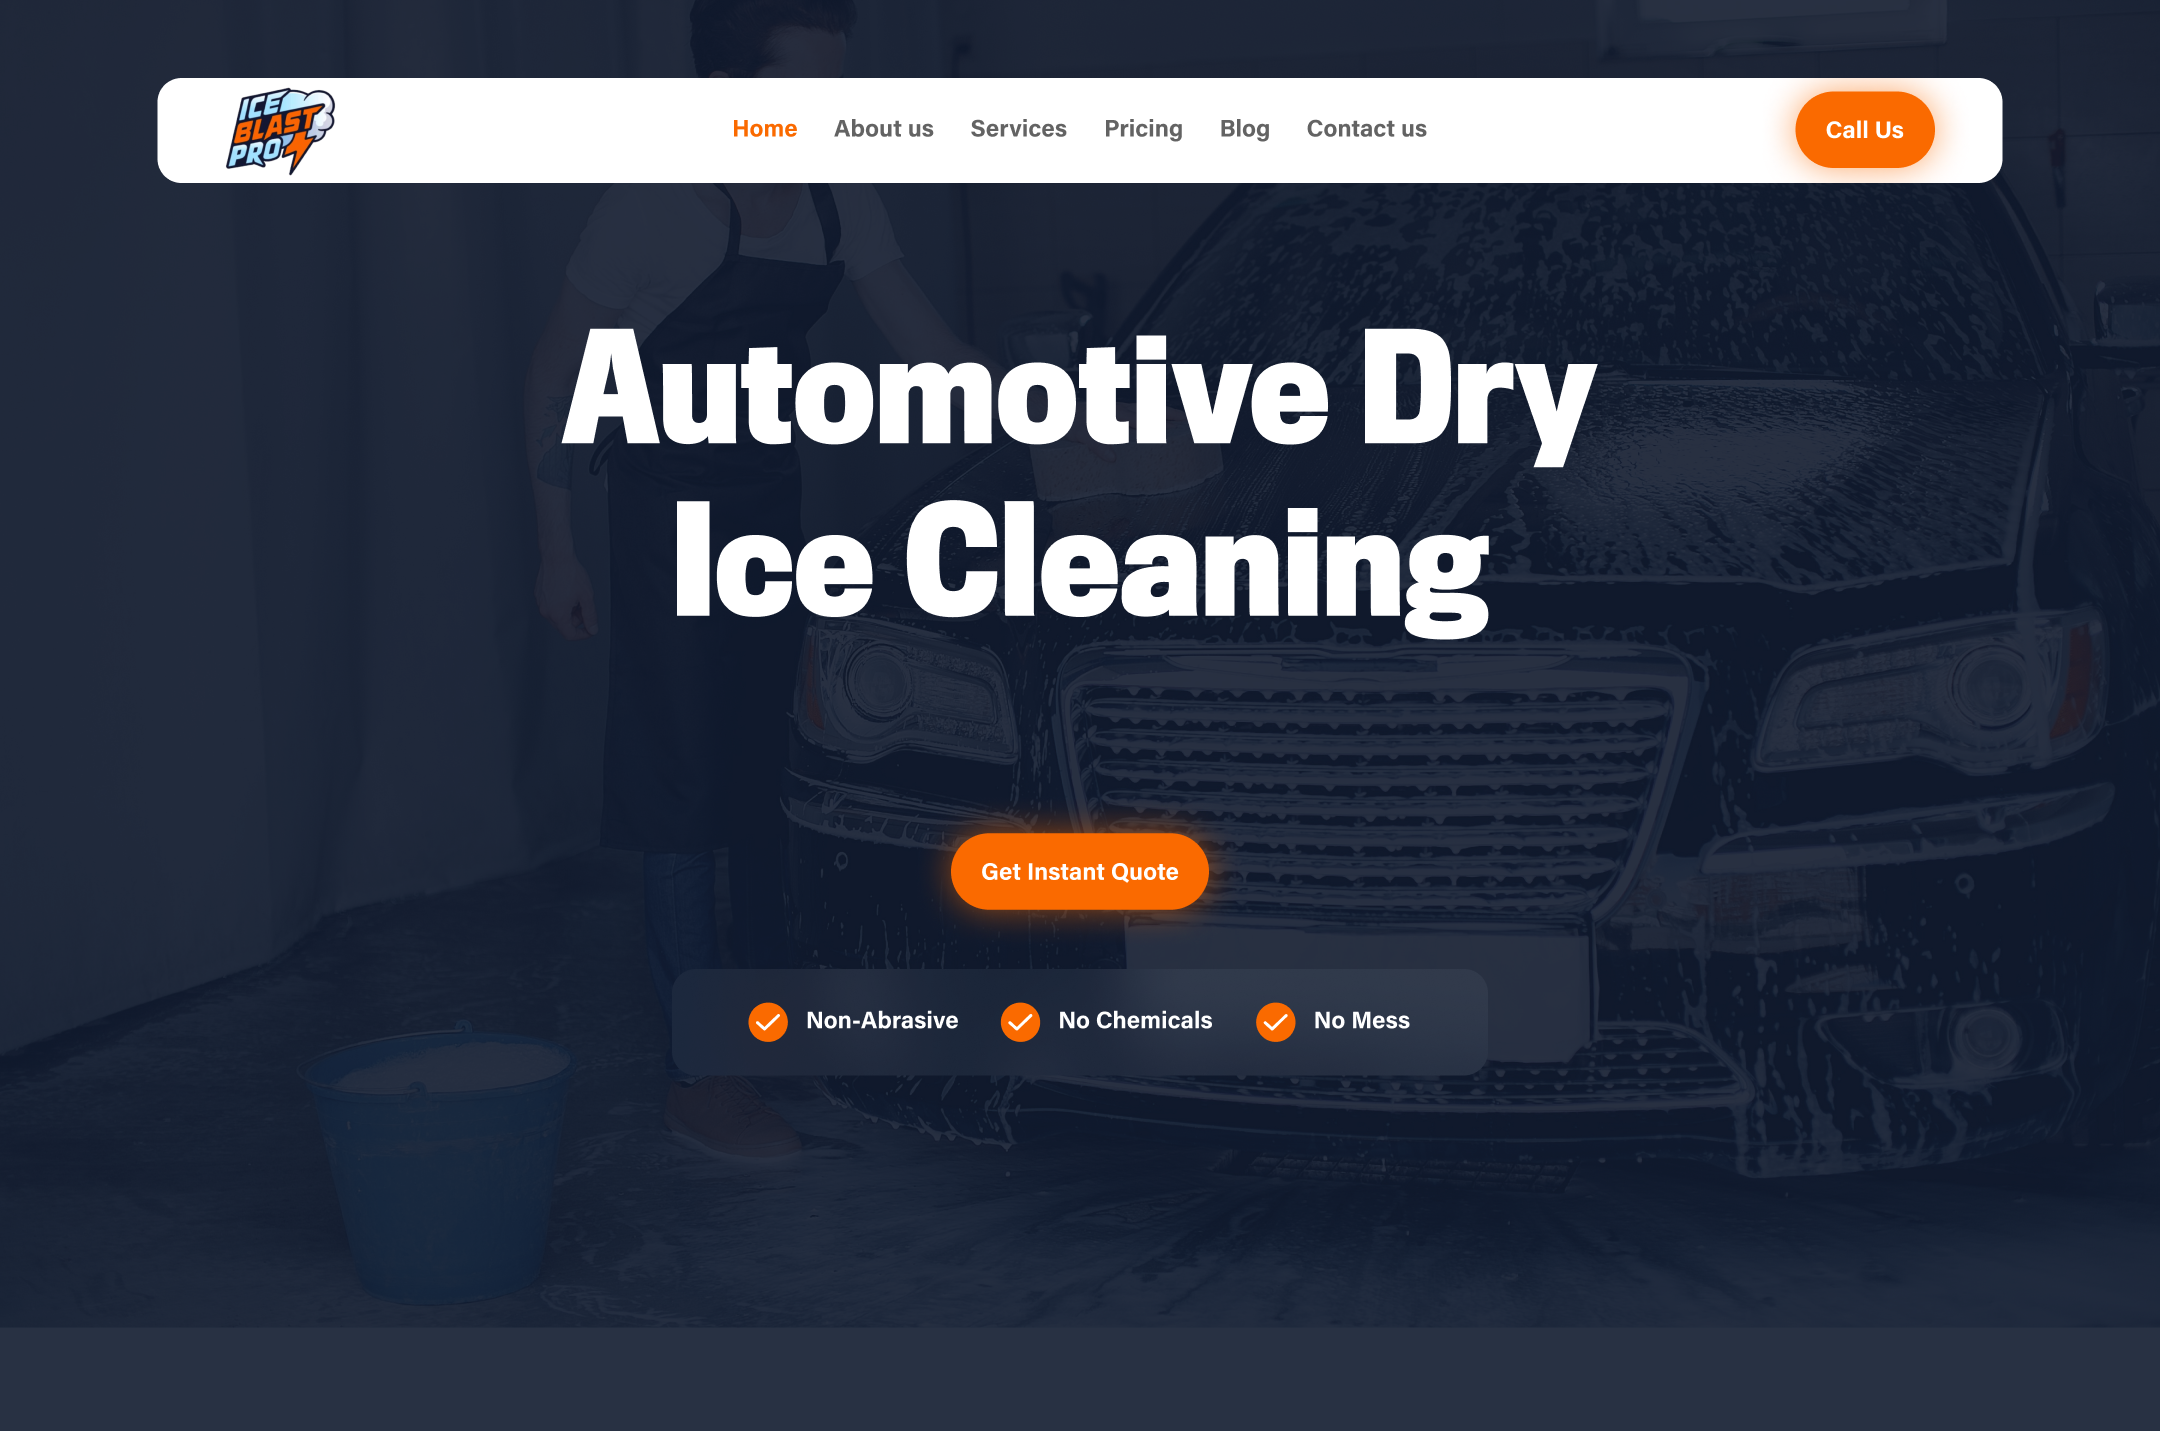 ICE
BLAST
PRO
Home About us Services Pricing Blog Contact us
Call Us
Automotive Dry
Ice Cleaning
Get Instant Quote
Non-Abrasive No Chemicals No Mess